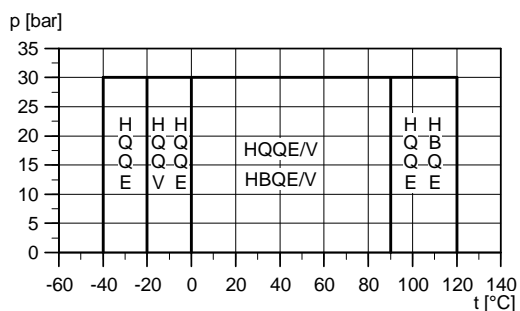 p [bar]
35
30
25
20
15
10
5
0
H Q Q E
H Q Q V
H Q Q E
HQQE/V
HBQE/V
H Q Q E
H B Q E
-60 -40 -20 0 20 40 60 80 100 120 140
t [°C]